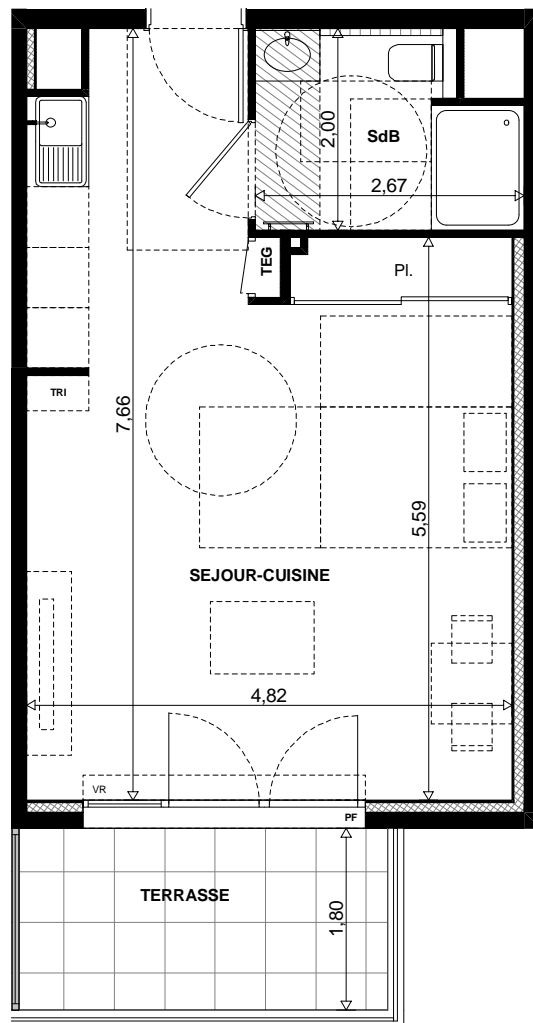 2,00
SdB
2,67
TEG
Pl.
TRI
7,66
5,59
SEJOUR-CUISINE
4,82
VR
PF
TERRASSE
1,80